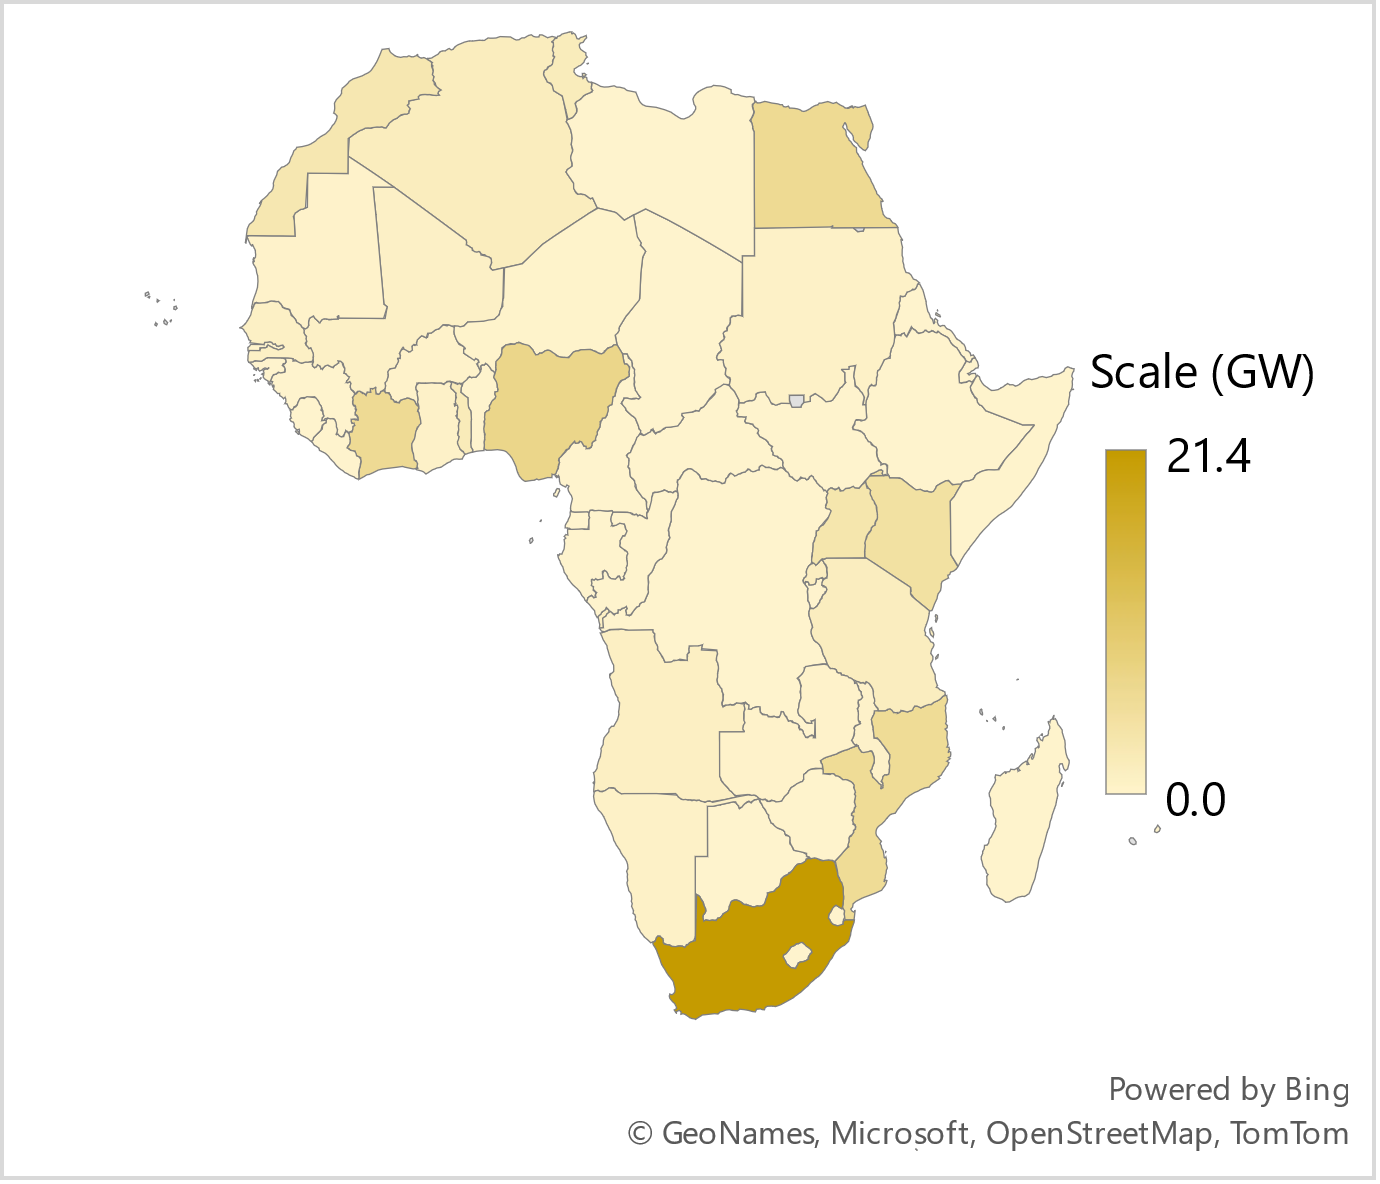 Scale (GW)
21.4
0.0
Powered by Bing
© GeoNames, Microsoft, OpenStreetMap, TomTom